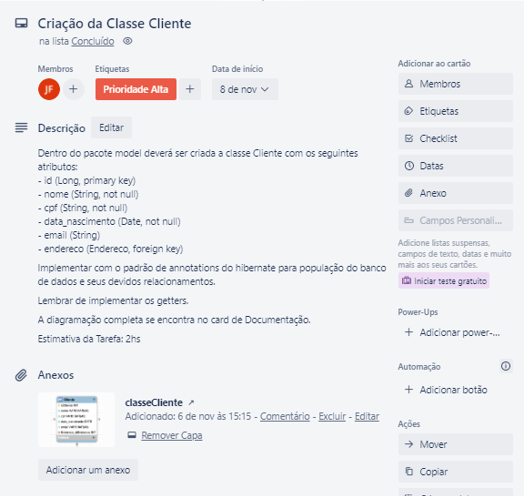 Criação da Classe Cliente
na lista Concluído
Membros
Etiquetas
Data de início
JF
Prioridade Alta
8 de nov
Descrição
Editar
Dentro do pacote model deverá ser criada a classe Cliente com os seguintes
atributos:
- id (Long, primary key)
- nome (String, not null)
- cpf (String, not null)
- data_nascimento (Date, not null)
- email (String)
- endereco (Endereco, foreign key)
Implementar com o padrão de annotations do hibernate para população do banco
de dados e seus devidos relacionamentos.
Lembrar de implementar os getters.
A diagramação completa se encontra no card de Documentação.
Estimativa da Tarefa: 2hs
Anexos
classeCliente ↗
Adicionado: 6 de nov às 15:15 - Comentário - Excluir - Editar
Remover Capa
Adicionar um anexo
Adicionar ao cartão
Membros
Etiquetas
Checklist
Datas
Anexo
Campos Personali...
Adicione listas suspensas,
campos de texto, datas e muito
mais aos seus cartões.
Iniciar teste gratuito
Power-Ups
+ Adicionar power-...
Automação
+ Adicionar botão
Ações
→ Mover
Copiar